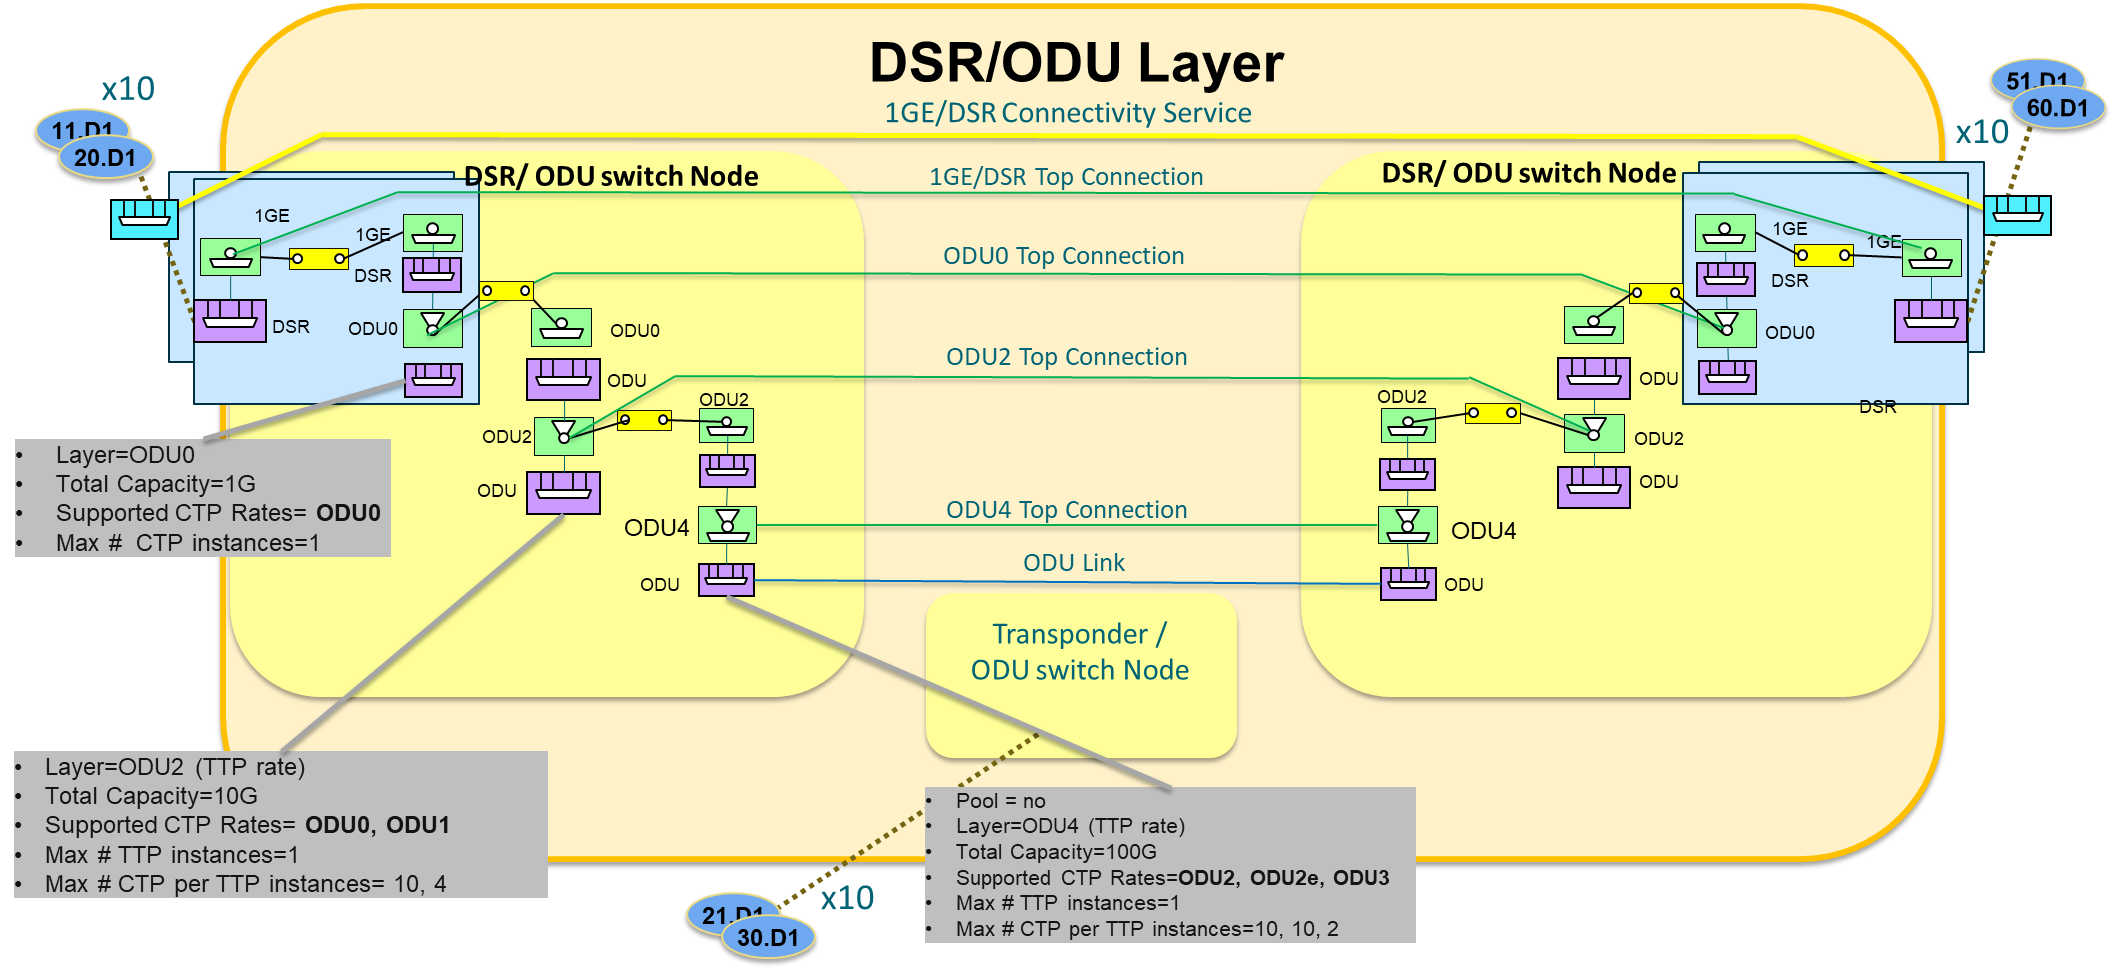 DSR/ODU Layer
1GE/DSR Connectivity Service
x10
11.D1
20.D1
51.D1
60.D1
x10
DSR/ ODU switch Node
1GE/DSR Top Connection
DSR/ ODU switch Node
1GE
1GE
DSR
DSR
ODU0
ODU0 Top Connection
1GE
1GE
DSR
ODU0
DSR
ODU0
ODU
ODU2 Top Connection
ODU
ODU2
ODU2
ODU
ODU2
ODU2
ODU
ODU4
ODU4 Top Connection
ODU4
ODU
ODU Link
ODU
Transponder /
ODU switch Node
• Layer=ODU0
• Total Capacity=1G
• Supported CTP Rates= ODU0
• Max # CTP instances=1
• Layer=ODU2 (TTP rate)
• Total Capacity=10G
• Supported CTP Rates= ODU0, ODU1
• Max # TTP instances=1
• Max # CTP per TTP instances= 10, 4
• Pool = no
• Layer=ODU4 (TTP rate)
• Total Capacity=100G
• Supported CTP Rates=ODU2, ODU2e, ODU3
• Max # TTP instances=1
• Max # CTP per TTP instances=10, 10, 2
x10
21.D1
30.D1